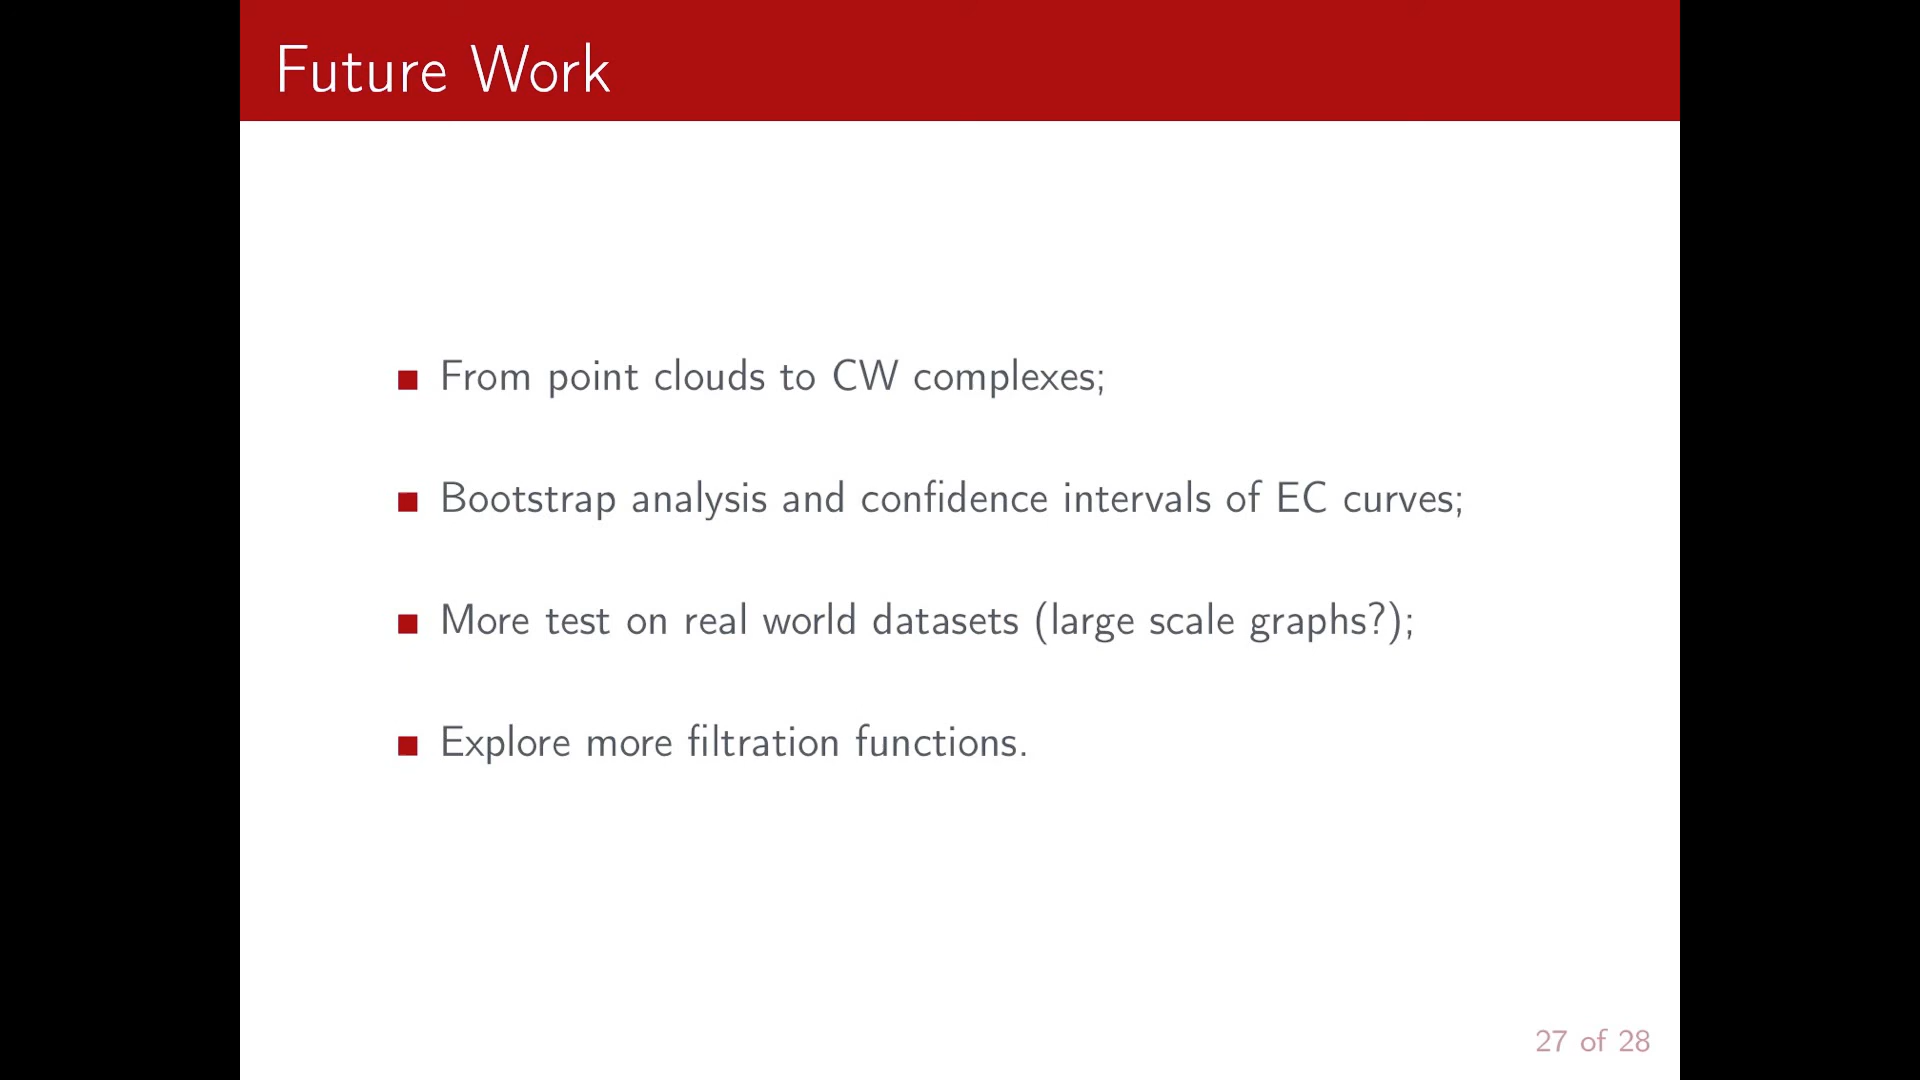 Future Work
From point clouds to CW complexes;
Bootstrap analysis and confidence intervals of EC curves;
More test on real world datasets (large scale graphs?);
Explore more filtration functions.
27 of 28